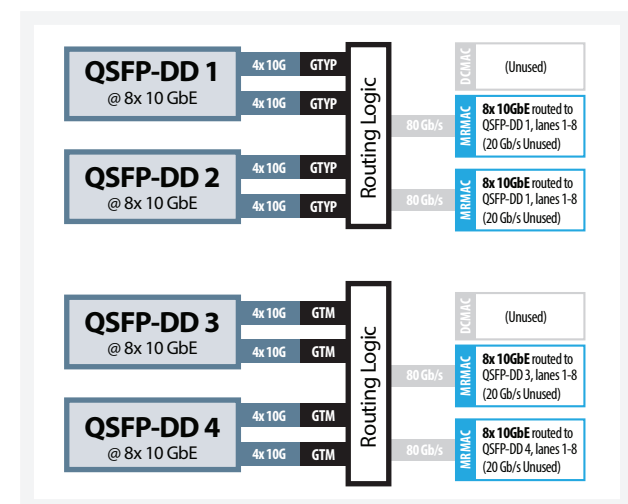 QSFP-DD 1
@ 8x 10 GbE
4x 10G GTYP
4x 10G GTYP
QSFP-DD 2
@ 8x 10 GbE
4x 10G GTYP
4x 10G GTYP
Routing Logic
80 Gb/s
80 Gb/s
DCMAC
(Unused)
MRMAC
8x 10GbE routed to
QSFP-DD 1, lanes 1-8
(20 Gb/s Unused)
MRMAC
8x 10GbE routed to
QSFP-DD 1, lanes 1-8
(20 Gb/s Unused)
QSFP-DD 3
@ 8x 10 GbE
4x 10G GTM
4x 10G GTM
QSFP-DD 4
@ 8x 10 GbE
4x 10G GTM
4x 10G GTM
Routing Logic
80 Gb/s
80 Gb/s
DCMAC
(Unused)
MRMAC
8x 10GbE routed to
QSFP-DD 3, lanes 1-8
(20 Gb/s Unused)
MRMAC
8x 10GbE routed to
QSFP-DD 4, lanes 1-8
(20 Gb/s Unused)